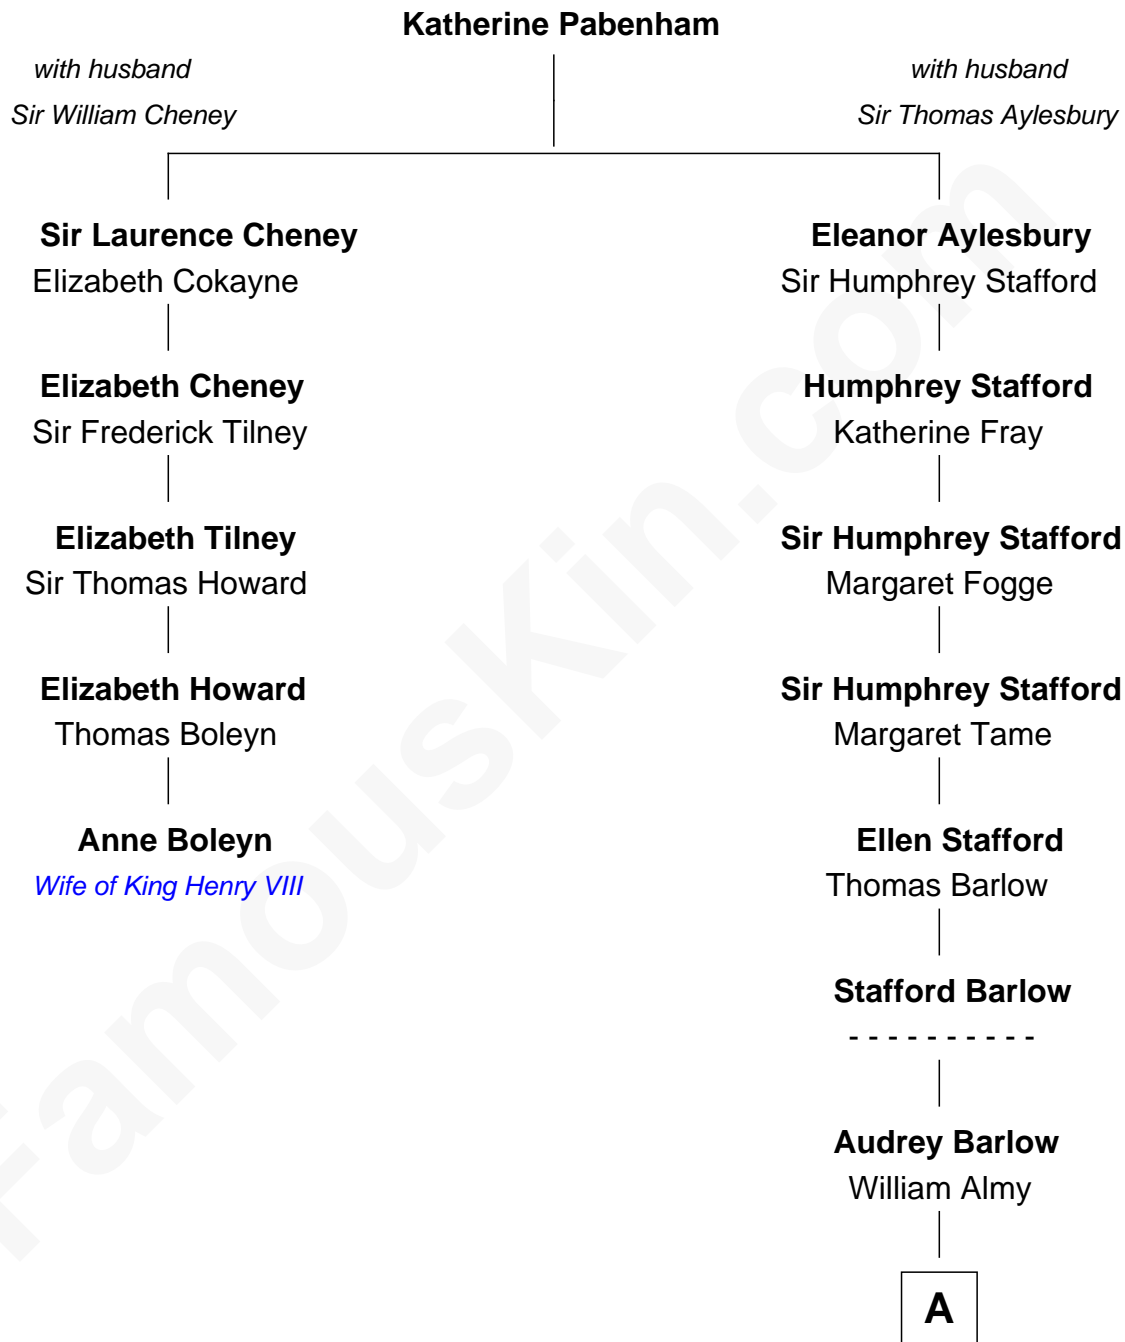 Katherine Pabenham
with husband
Sir William Cheney
with husband
Sir Thomas Aylesbury
Sir Laurence Cheney
Elizabeth Cokayne
Eleanor Aylesbury
Sir Humphrey Stafford
Elizabeth Cheney
Sir Frederick Tilney
Humphrey Stafford
Katherine Fray
Elizabeth Tilney
Sir Thomas Howard
Sir Humphrey Stafford
Margaret Fogge
Elizabeth Howard
Thomas Boleyn
Sir Humphrey Stafford
Margaret Tame
Anne Boleyn
Wife of King Henry VIII
Ellen Stafford
Thomas Barlow
Stafford Barlow
- - - - - - - - - -
Audrey Barlow
William Almy
A
FamousKin.com